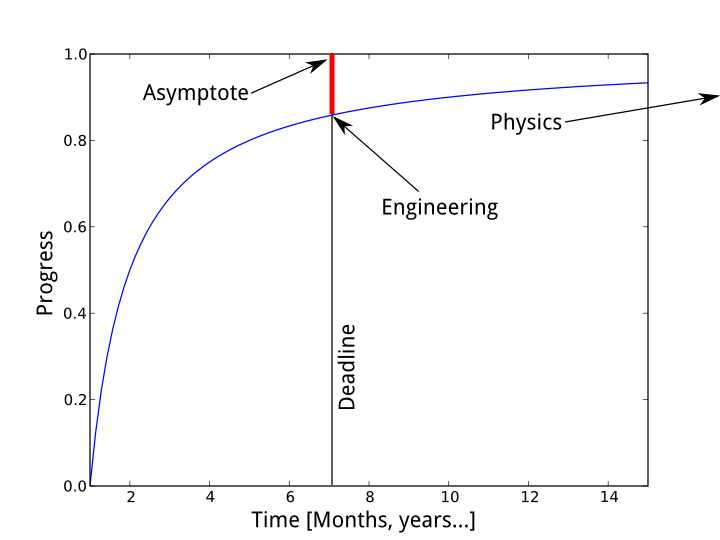 1.0
Asymptote
Physics
0.8
Engineering
0.6
Progress
0.4
Deadline
0.2
0.0
2 4 6 8 10 12 14
Time [Months, years...]